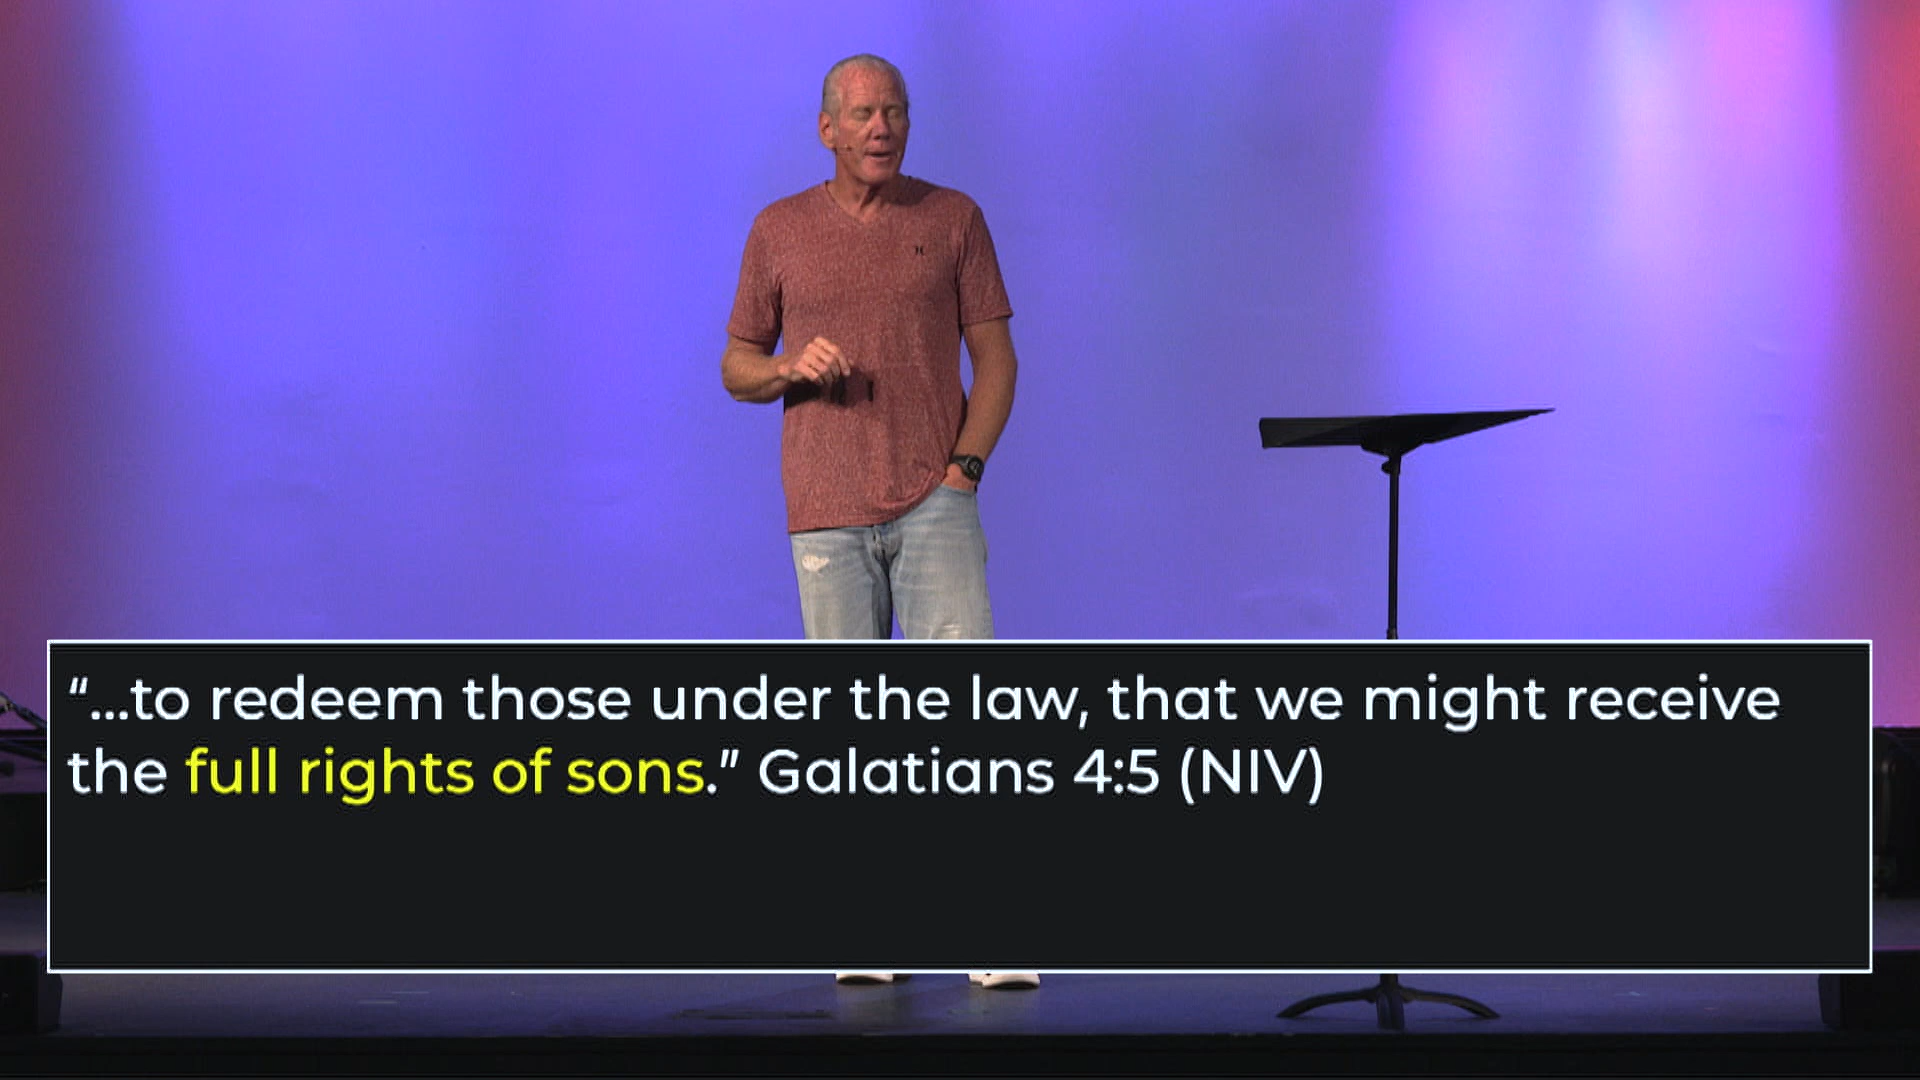 “...to redeem those under the law, that we might receive
the full rights of sons.” Galatians 4:5 (NIV)